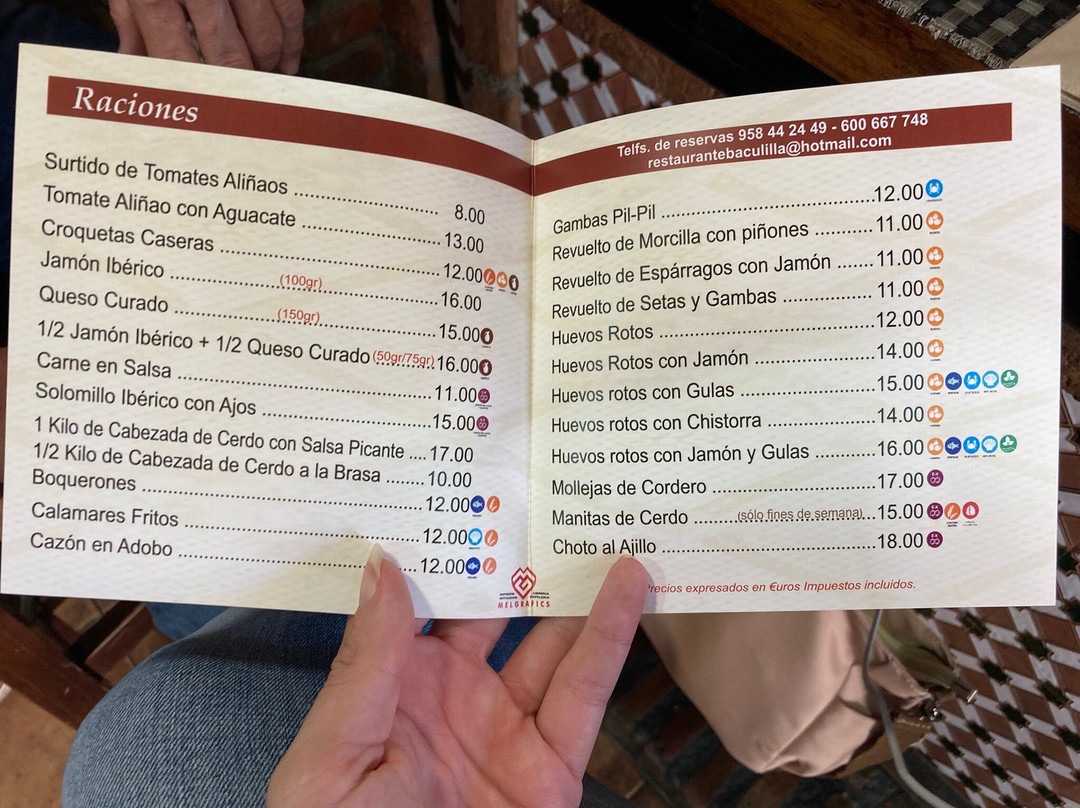 Raciones
Surtido de Tomates Aliñaos 8.00
Tomate Aliñao con Aguacate 13.00
Croquetas Caseras 12.00
Jamón Ibérico (100gr) 16.00
Queso Curado (150gr) 15.00
1/2 Jamón Ibérico + 1/2 Queso Curado (50gr/75gr) 16.00
Carne en Salsa 11.00
Solomillo Ibérico con Ajos 15.00
1 Kilo de Cabezada de Cerdo con Salsa Picante 17.00
1/2 Kilo de Cabezada de Cerdo a la Brasa 10.00
Boquerones 12.00
Calamares Fritos 12.00
Cazón en Adobo 12.00
MELGRAFICS
Telfs. de reservas 958 44 24 49 - 600 667 748
restaurantebaculilla@hotmail.com
Gambas Pil-Pil 12.00
Revuelto de Morcilla con piñones 11.00
Revuelto de Espárragos con Jamón 11.00
Revuelto de Setas y Gambas 11.00
Huevos Rotos 12.00
Huevos Rotos con Jamón 14.00
Huevos rotos con Gulas 15.00
Huevos rotos con Chistorra 14.00
Huevos rotos con Jamón y Gulas 16.00
Mollejas de Cordero 17.00
Manitas de Cerdo (sólo fines de semana) 15.00
Choto al Ajillo 18.00
Precios expresados en €uros Impuestos incluidos.